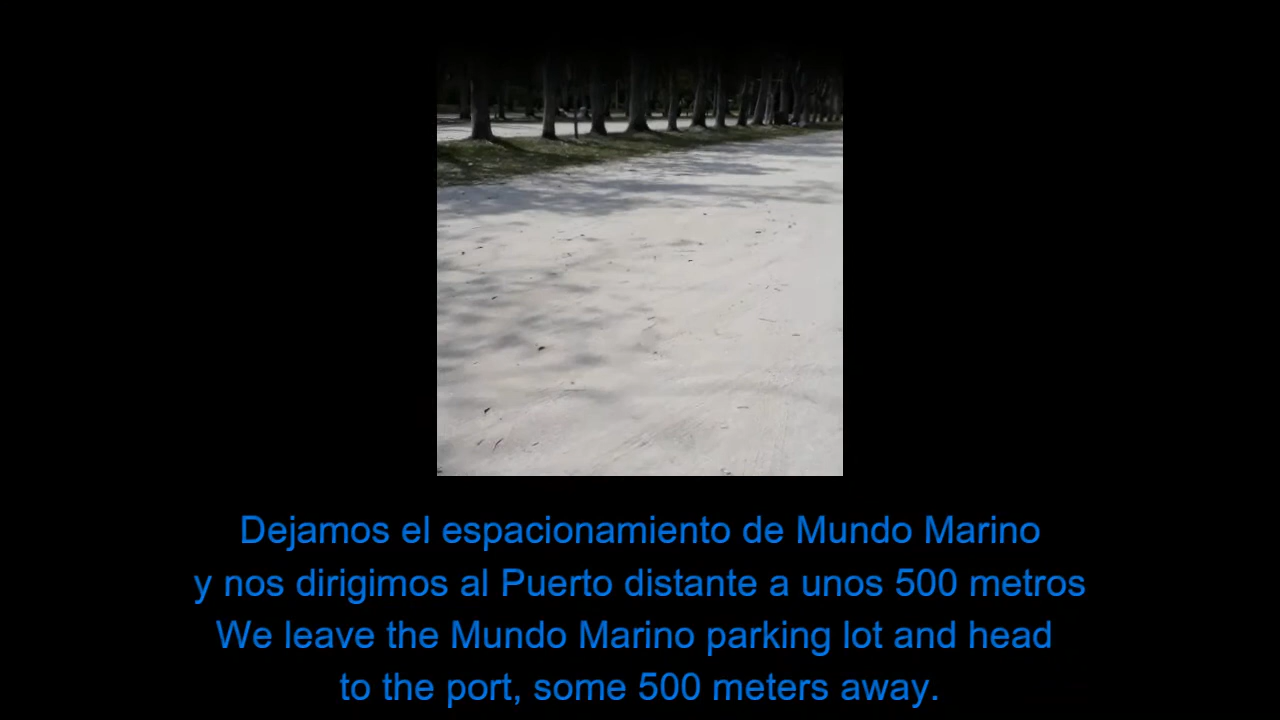 Dejamos el espacionamiento de Mundo Marino
y nos dirigimos al Puerto distante a unos 500 metros
We leave the Mundo Marino parking lot and head
to the port, some 500 meters away.